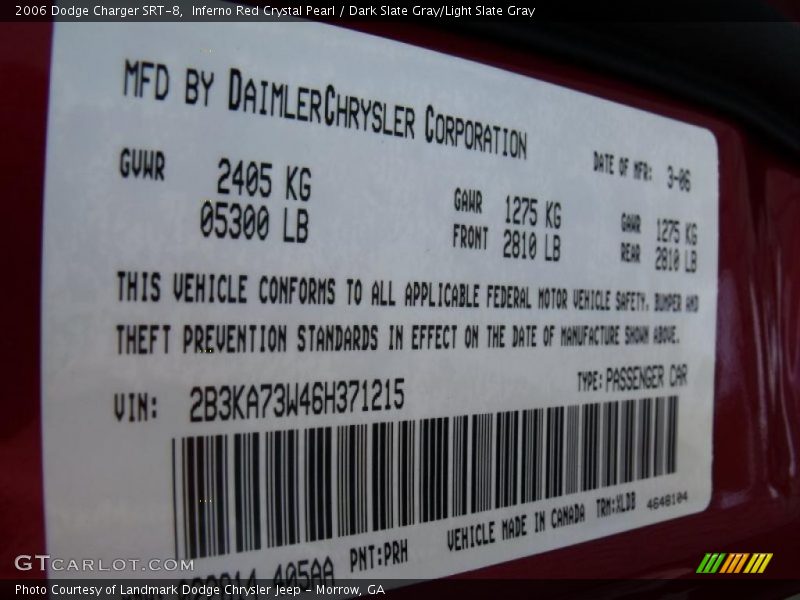 2006 Dodge Charger SRT-8, Inferno Red Crystal Pearl / Dark Slate Gray/Light Slate Gray
MFD BY DAIMLERCHRYSLER CORPORATION
DATE OF MFR: 3-06
GVWR 2405 KG
05300 LB
GAWR FRONT 1275 KG
2810 LB
GAWR REAR 1275 KG
2810 LB
THIS VEHICLE CONFORMS TO ALL APPLICABLE FEDERAL MOTOR VEHICLE SAFETY, BUMPER AND
THEFT PREVENTION STANDARDS IN EFFECT ON THE DATE OF MANUFACTURE SHOWN ABOVE.
VIN: 2B3KA73W46H371215
TYPE: PASSENGER CAR
405AA PNT:PRH VEHICLE MADE IN CANADA TRM:XLDB 4648104
GTCARLOT.COM
Photo Courtesy of Landmark Dodge Chrysler Jeep - Morrow, GA